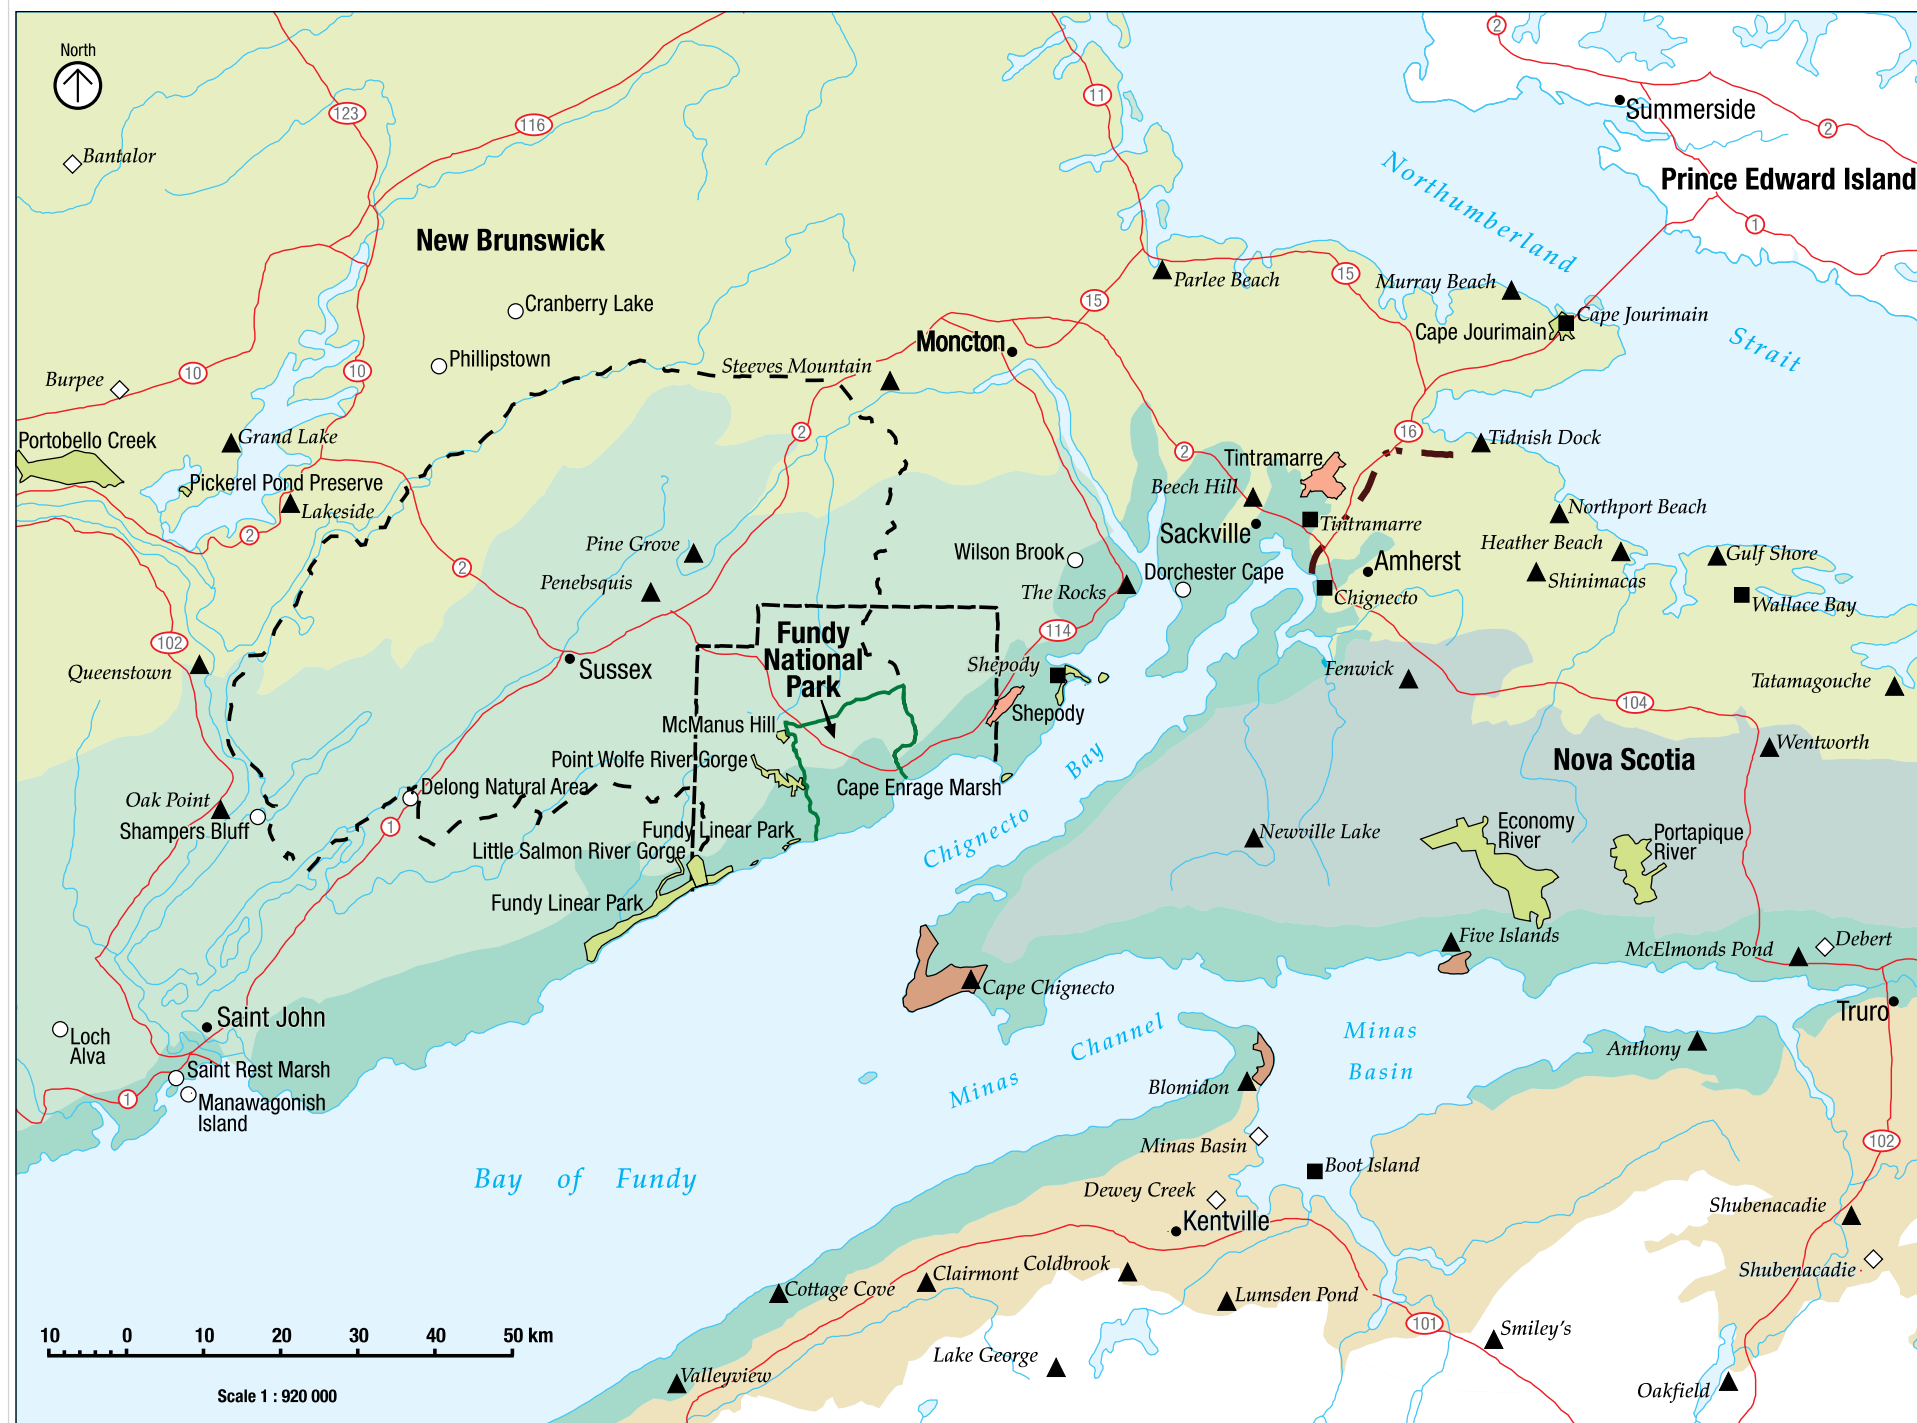 North
2
123
11
116
Summerside
2
Bantalor
Northumberland
Prince Edward Island
1
New Brunswick
Parlee Beach
15
Murray Beach
Cranberry Lake
15
Cape Jourimain
Cape Jourimain
Moncton
Strait
Phillipstown
Steeves Mountain
Burpee
10
10
Portobello Creek
Grand Lake
2
2
16
Tidnish Dock
Tintramarre
Pickerel Pond Preserve
Beech Hill
Lakeside
Northport Beach
Tintramarre
Sackville
2
Pine Grove
Wilson Brook
Heather Beach
Gulf Shore
Amherst
2
Penebsquis
Dorchester Cape
Shinimacas
The Rocks
Chignecto
Wallace Bay
102
114
Fundy
National
Park
Queenstown
Sussex
Shepody
Fenwick
Tatamagouche
104
Shepody
McManus Hill
Wentworth
Point Wolfe River Gorge
Bay
Nova Scotia
Delong Natural Area
Cape Enrage Marsh
Oak Point
Shampers Bluff
1
Fundy Linear Park
Chignecto
Newville Lake
Economy
River
Portapique
River
Little Salmon River Gorge
Fundy Linear Park
Five Islands
McElmonds Pond
Debert
Cape Chignecto
Saint John
Truro
Loch
Alva
Channel
Minas
Basin
Anthony
Saint Rest Marsh
Minas
Blomidon
1
Manawagonish
Island
Minas Basin
102
Bay of Fundy
Boot Island
Dewey Creek
Kentville
Shubenacadie
Shubenacadie
Cottage Cove
Clairmont
Coldbrook
Lumsden Pond
101
Smiley's
10 0 10 20 30 40 50 km
Lake George
Valleyview
Oakfield
Scale 1 : 920 000